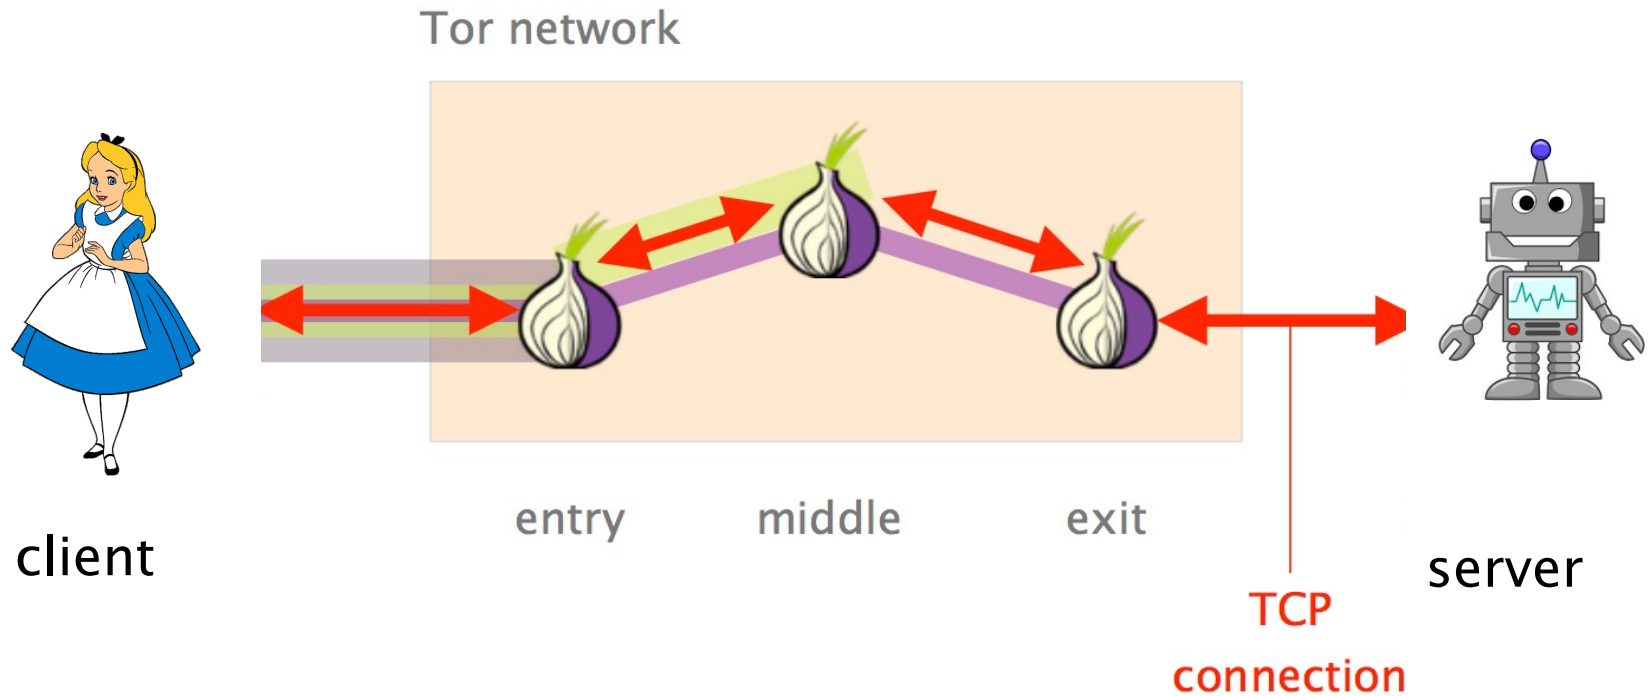 Tor network
entry middle exit
client
server
TCP
connection